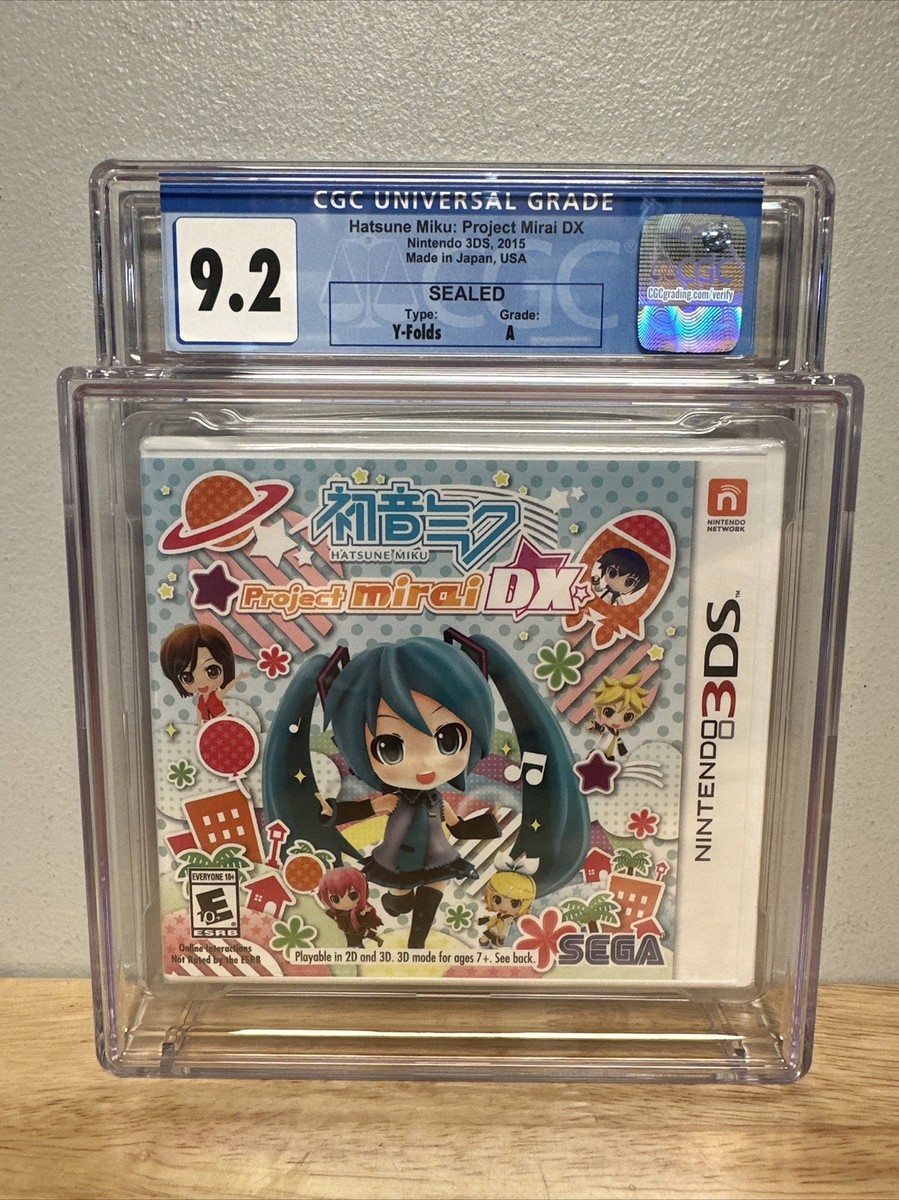 CGC UNIVERSAL GRADE
9.2
Hatsune Miku: Project Mirai DX
Nintendo 3DS, 2015
Made in Japan, USA
SEALED
Type: Grade:
Y-Folds A
CGC
CGCgrading.com/verify
CGC
初音ミク
HATSUNE MIKU
Project mirai DX
NINTENDO
NETWORK
NINTENDO3DS™
EVERYONE 10+
E
10+
ESRB
Online Interactions
Not Rated by the ESRB
Playable in 2D and 3D. 3D mode for ages 7+. See back.
SEGA